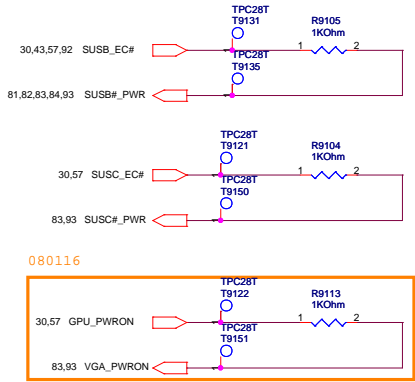 TPC28T
T9131
R9105
1KOhm
30,43,57,92 SUSB_EC#
1 2
TPC28T
T9135
81,82,83,84,93 SUSB#_PWR
TPC28T
T9121
R9104
1KOhm
30,57 SUSC_EC#
1 2
TPC28T
T9150
83,93 SUSC#_PWR
080116
TPC28T
T9122
R9113
1KOhm
30,57 GPU_PWRON
1 2
TPC28T
T9151
83,93 VGA_PWRON